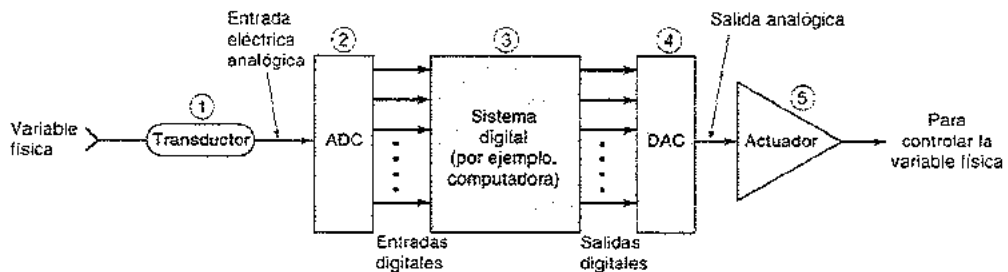 Entrada
eléctrica
analógica
Salida analógica
1
2
3
4
5
Variable
física
Transductor
ADC
Sistema
digital
(por ejemplo.
computadora)
DAC
Actuador
Para
controlar la
variable física
Entradas
digitales
Salidas
digitales